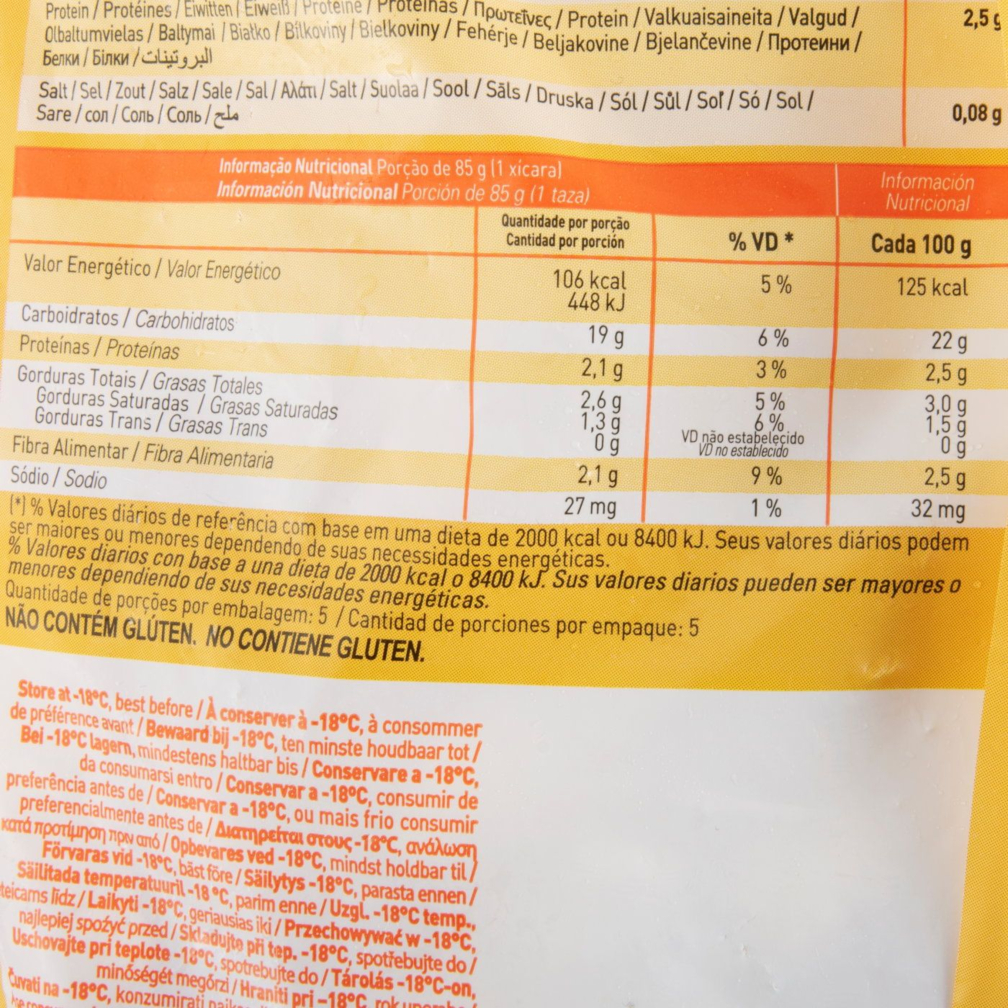 Protein / Protéines / Eiwitten / Eiweiß / Proteine / Proteínas / Πρωτεΐνες / Protein / Valkuaisaineita / Valgud /
Olbaltumvielas / Baltymai / Białko / Bílkoviny / Bielkoviny / Fehérje / Beljakovine / Bjelančevine / Протеини /
Белки / Білки / البروتينات
2,5 g
Salt / Sel / Zout / Salz / Sale / Sal / Αλάτι / Salt / Suolaa / Sool / Sāls / Druska / Sól / Sůl / Soľ / Só / Sol /
Sare / сол / Соль / Соль / ملح
0,08 g
Informação Nutricional Porção de 85 g (1 xícara)
Información Nutricional Porción de 85 g (1 taza)
Información
Nutricional
Quantidade por porção
Cantidad por porción
% VD *
Cada 100 g
Valor Energético / Valor Energético
106 kcal
448 kJ
5 %
125 kcal
Carboidratos / Carbohidratos
19 g
6 %
22 g
Proteínas / Proteínas
2,1 g
3 %
2,5 g
Gorduras Totais / Grasas Totales
2,6 g
5 %
3,0 g
Gorduras Saturadas / Grasas Saturadas
1,3 g
6 %
1,5 g
Gorduras Trans / Grasas Trans
0 g
VD não estabelecido
VD no establecido
0 g
Fibra Alimentar / Fibra Alimentaria
2,1 g
9 %
2,5 g
Sódio / Sodio
27 mg
1 %
32 mg
(*) % Valores diários de referência com base em uma dieta de 2000 kcal ou 8400 kJ. Seus valores diários podem
ser maiores ou menores dependendo de suas necessidades energéticas.
% Valores diarios con base a una dieta de 2000 kcal o 8400 kJ. Sus valores diarios pueden ser mayores o
menores dependiendo de sus necesidades energéticas.
Quantidade de porções por embalagem: 5 / Cantidad de porciones por empaque: 5
NÃO CONTÉM GLÚTEN. NO CONTIENE GLUTEN.
Store at -18°C, best before / À conserver à -18°C, à consommer
de préférence avant / Bewaard bij -18°C, ten minste houdbaar tot /
Bei -18°C lagern, mindestens haltbar bis / Conservare a -18°C,
da consumarsi entro / Conservar a -18°C, consumir de
preferência antes de / Conservar a -18°C, ou mais frio consumir
preferencialmente antes de / Διατηρείται στους -18°C, ανάλωση
κατά προτίμηση πριν από / Opbevares ved -18°C, mindst holdbar til /
Förvaras vid -18°C, bäst före / Säilytys -18°C, parasta ennen /
Säilitada temperatuuril -18 °C, parim enne / Uzgl. -18°C temp.,
ieteicams līdz / Laikyti -18°C, geriausias iki / Przechowywać w -18°C,
najlepiej spożyć przed / Skladujte při tep. -18°C, spotřebujte do /
Uschovajte pri teplote -18°C, spotrebujte do / Tárolás -18°C-on,
minőségét megőrzi / Hraniti pri -18°C,
Čuvati na -18°C, konzumirati